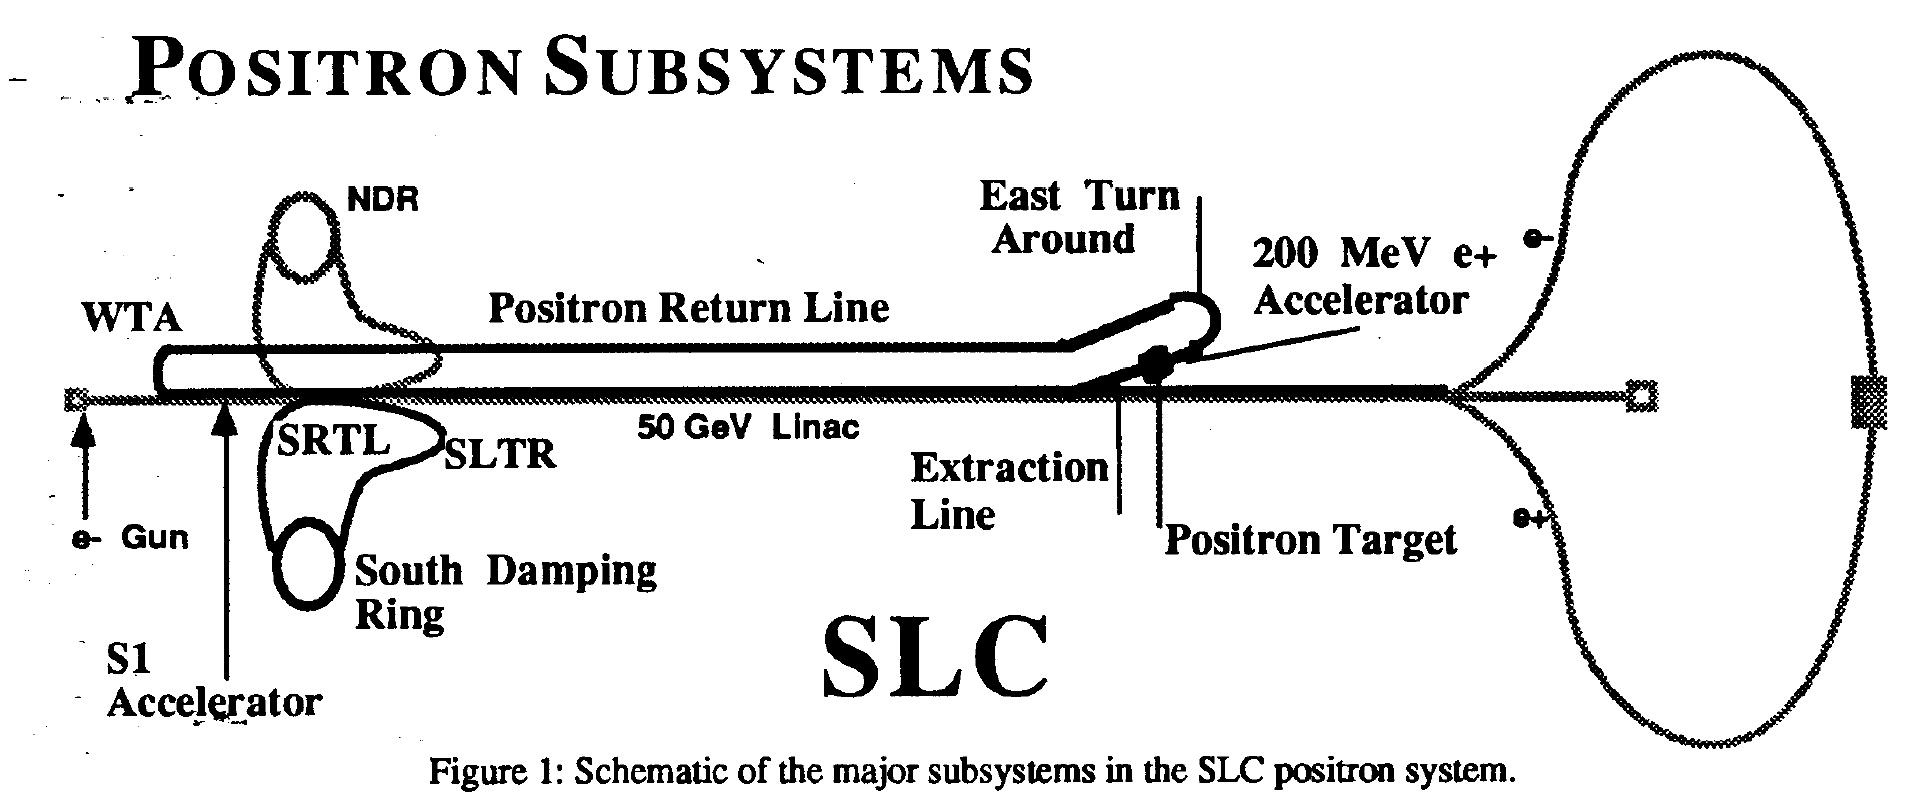 POSITRON SUBSYSTEMS
NDR
East Turn
Around
200 MeV e+
Accelerator
e-
WTA
Positron Return Line
50 GeV Linac
SRTL
SLTR
Extraction
Line
e- Gun
e+
Positron Target
South Damping
Ring
S1
Accelerator
SLC
Figure 1: Schematic of the major subsystems in the SLC positron system.